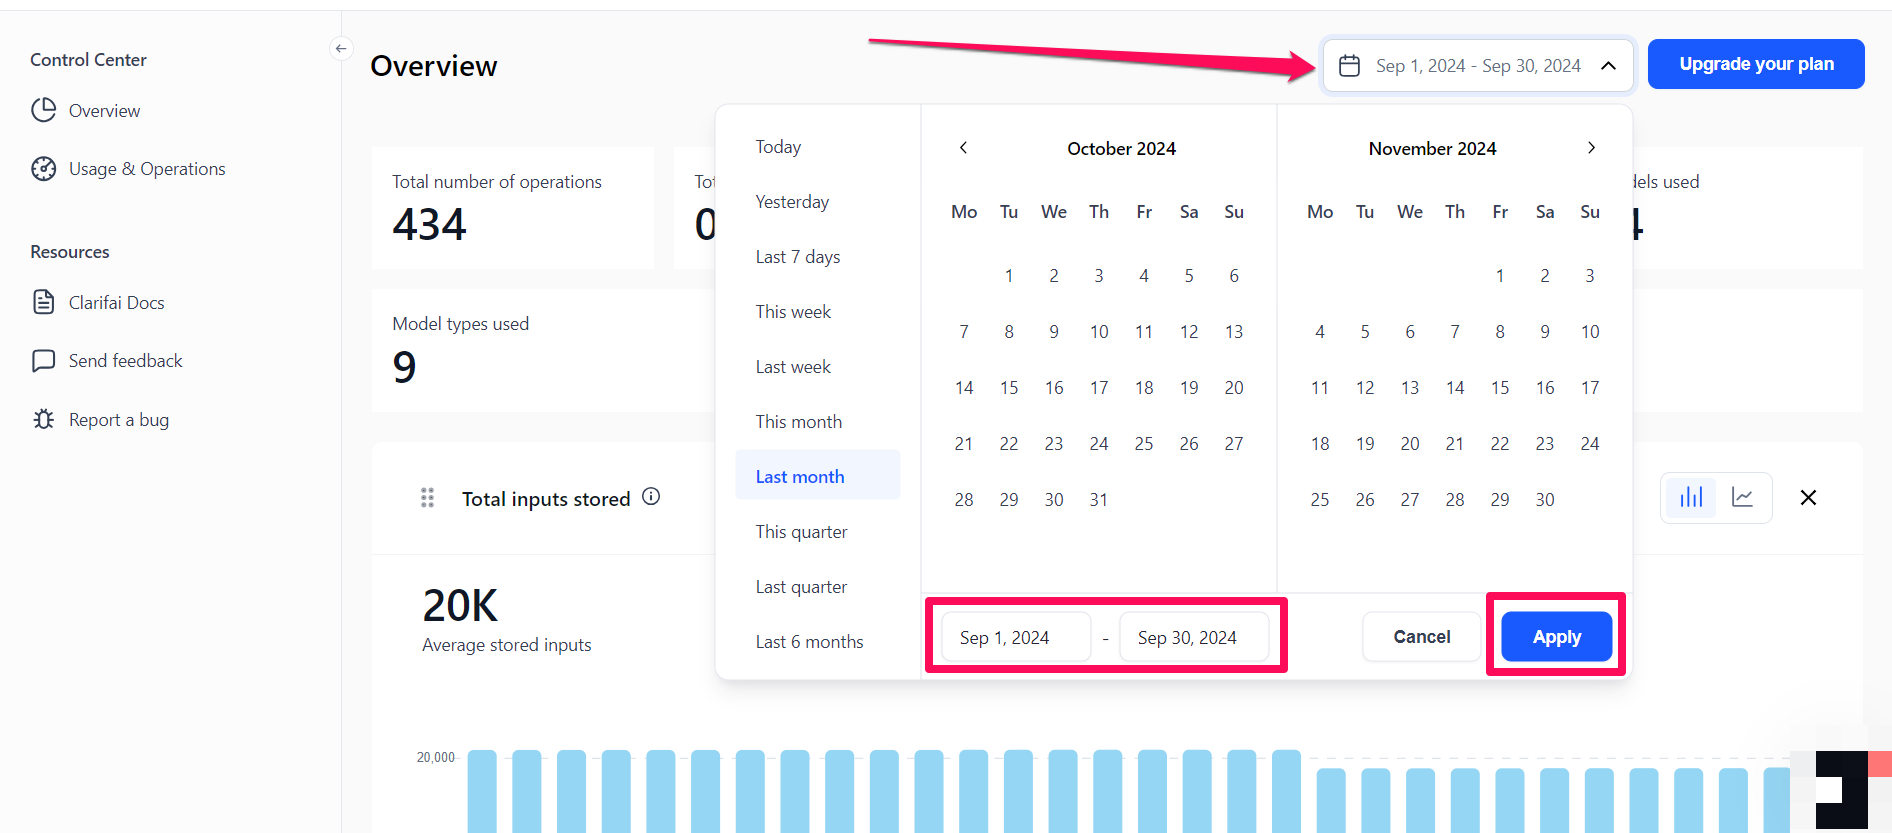 Control Center
Overview
Usage & Operations
Resources
Clarifai Docs
Send feedback
Report a bug
Overview
Sep 1, 2024 - Sep 30, 2024
Upgrade your plan
Total number of operations
434
Model types used
9
Total inputs stored
20K
Average stored inputs
20,000
Today
Yesterday
Last 7 days
This week
Last week
This month
Last month
This quarter
Last quarter
Last 6 months
October 2024
Mo Tu We Th Fr Sa Su
1 2 3 4 5 6
7 8 9 10 11 12 13
14 15 16 17 18 19 20
21 22 23 24 25 26 27
28 29 30 31
November 2024
Mo Tu We Th Fr Sa Su
1 2 3
4 5 6 7 8 9 10
11 12 13 14 15 16 17
18 19 20 21 22 23 24
25 26 27 28 29 30
Sep 1, 2024 - Sep 30, 2024
Cancel
Apply
used